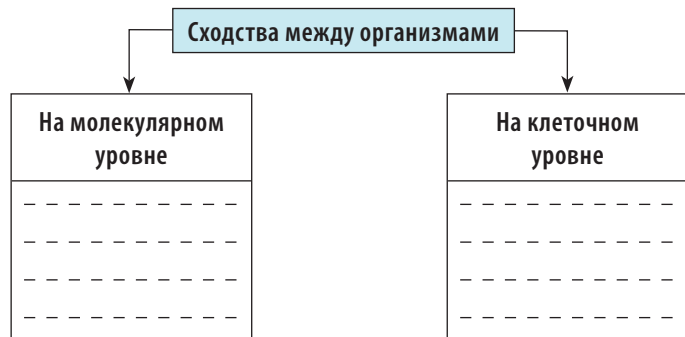 Сходства между организмами
На молекулярном
уровне
На клеточном
уровне